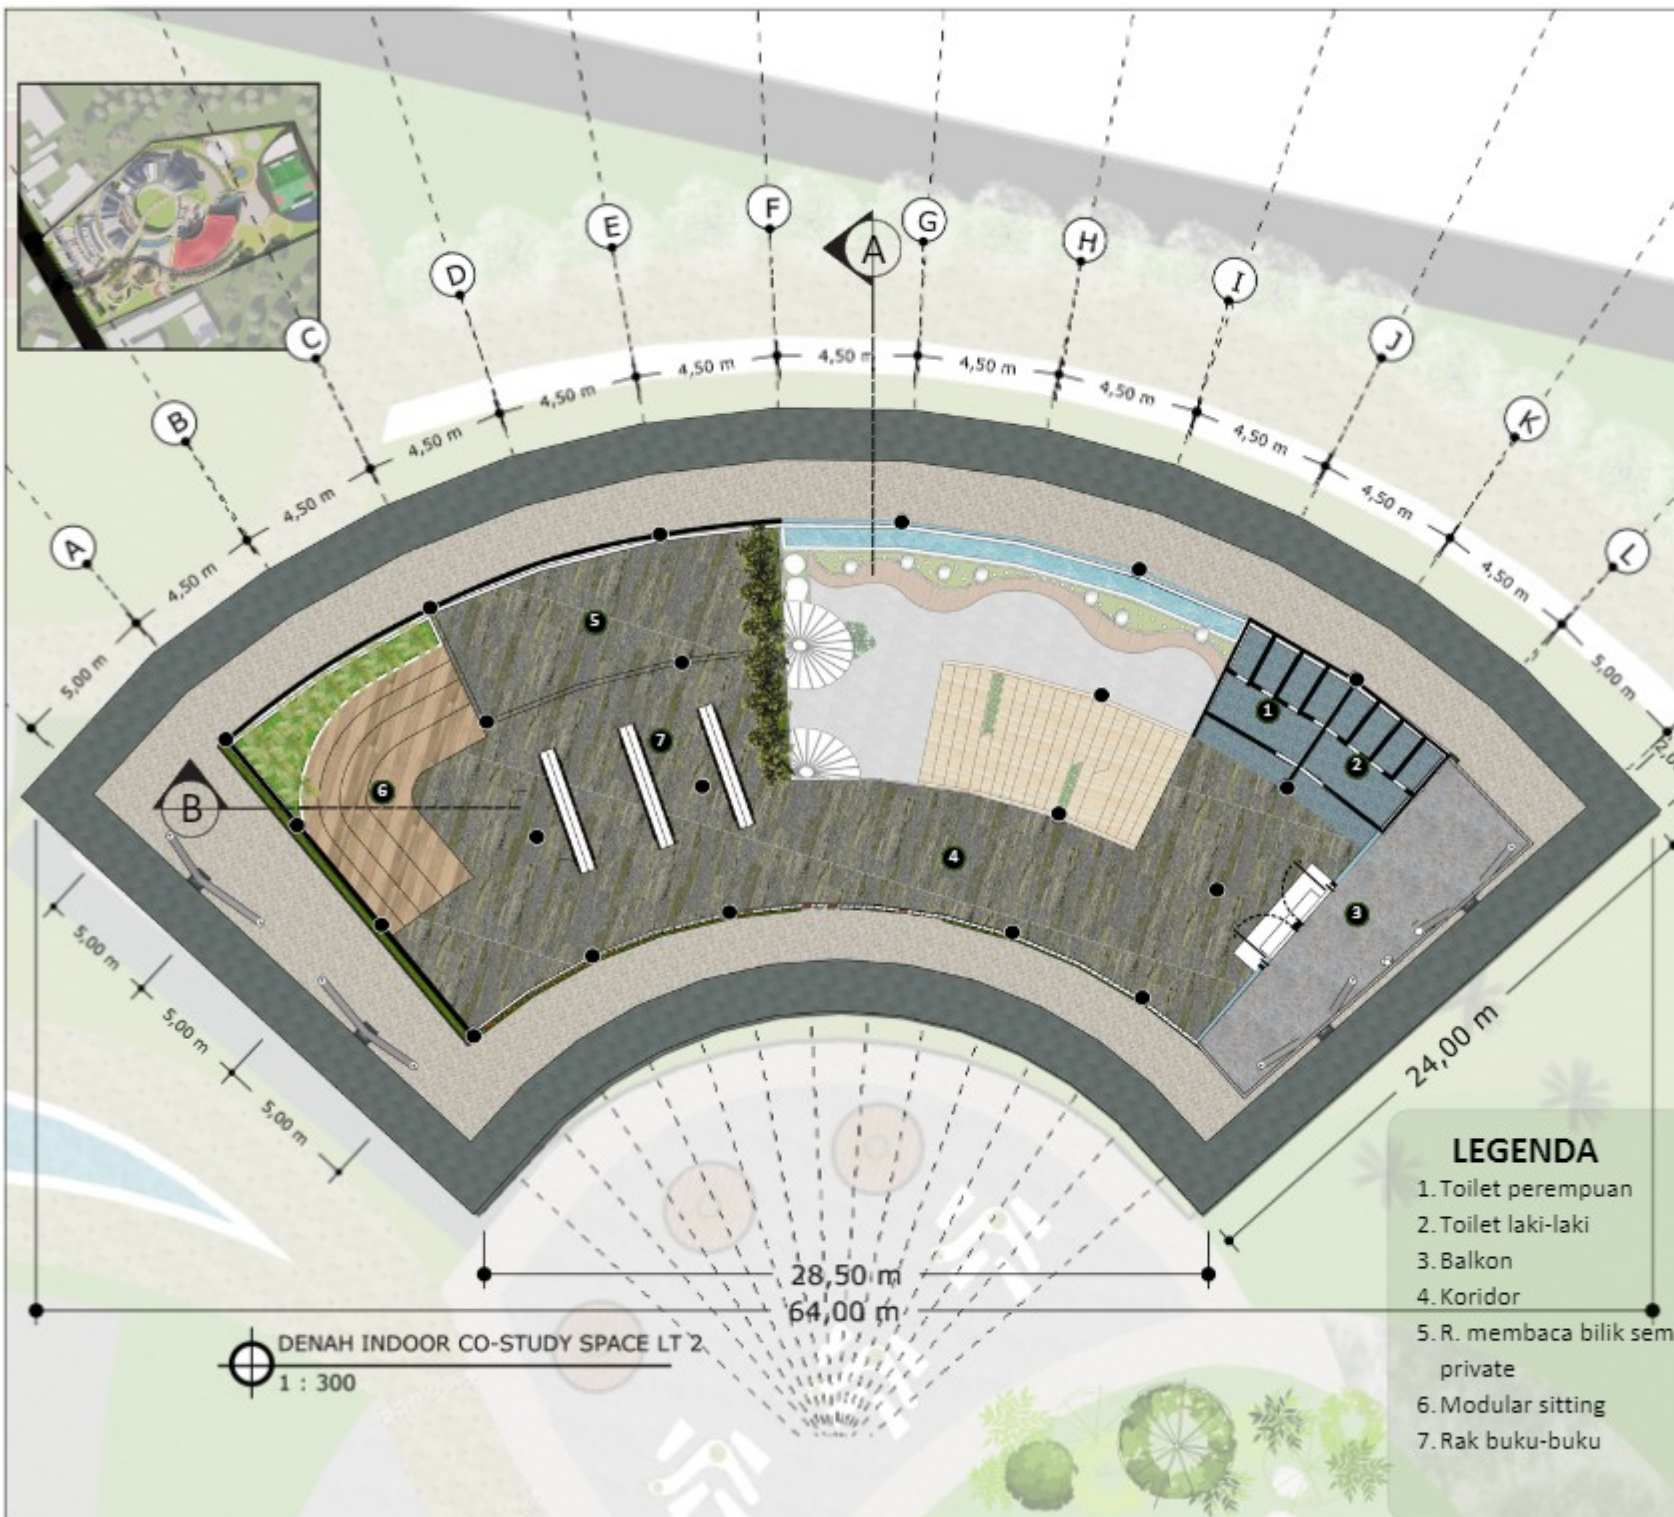 F
G
E
A
H
D
I
C
J
4,50 m
4,50 m
4,50 m
4,50 m
4,50 m
4,50 m
B
K
4,50 m
4,50 m
4,50 m
4,50 m
A
L
4,50 m
4,50 m
5,00 m
5,00 m
5
7
1
2
6
B
4
3
5,00 m
5,00 m
5,00 m
24,00 m
28,50 m
64,00 m
DENAH INDOOR CO-STUDY SPACE LT 2
1 : 300
LEGENDA
1. Toilet perempuan
2. Toilet laki-laki
3. Balkon
4. Koridor
5. R. membaca bilik sem
private
6. Modular sitting
7. Rak buku-buku